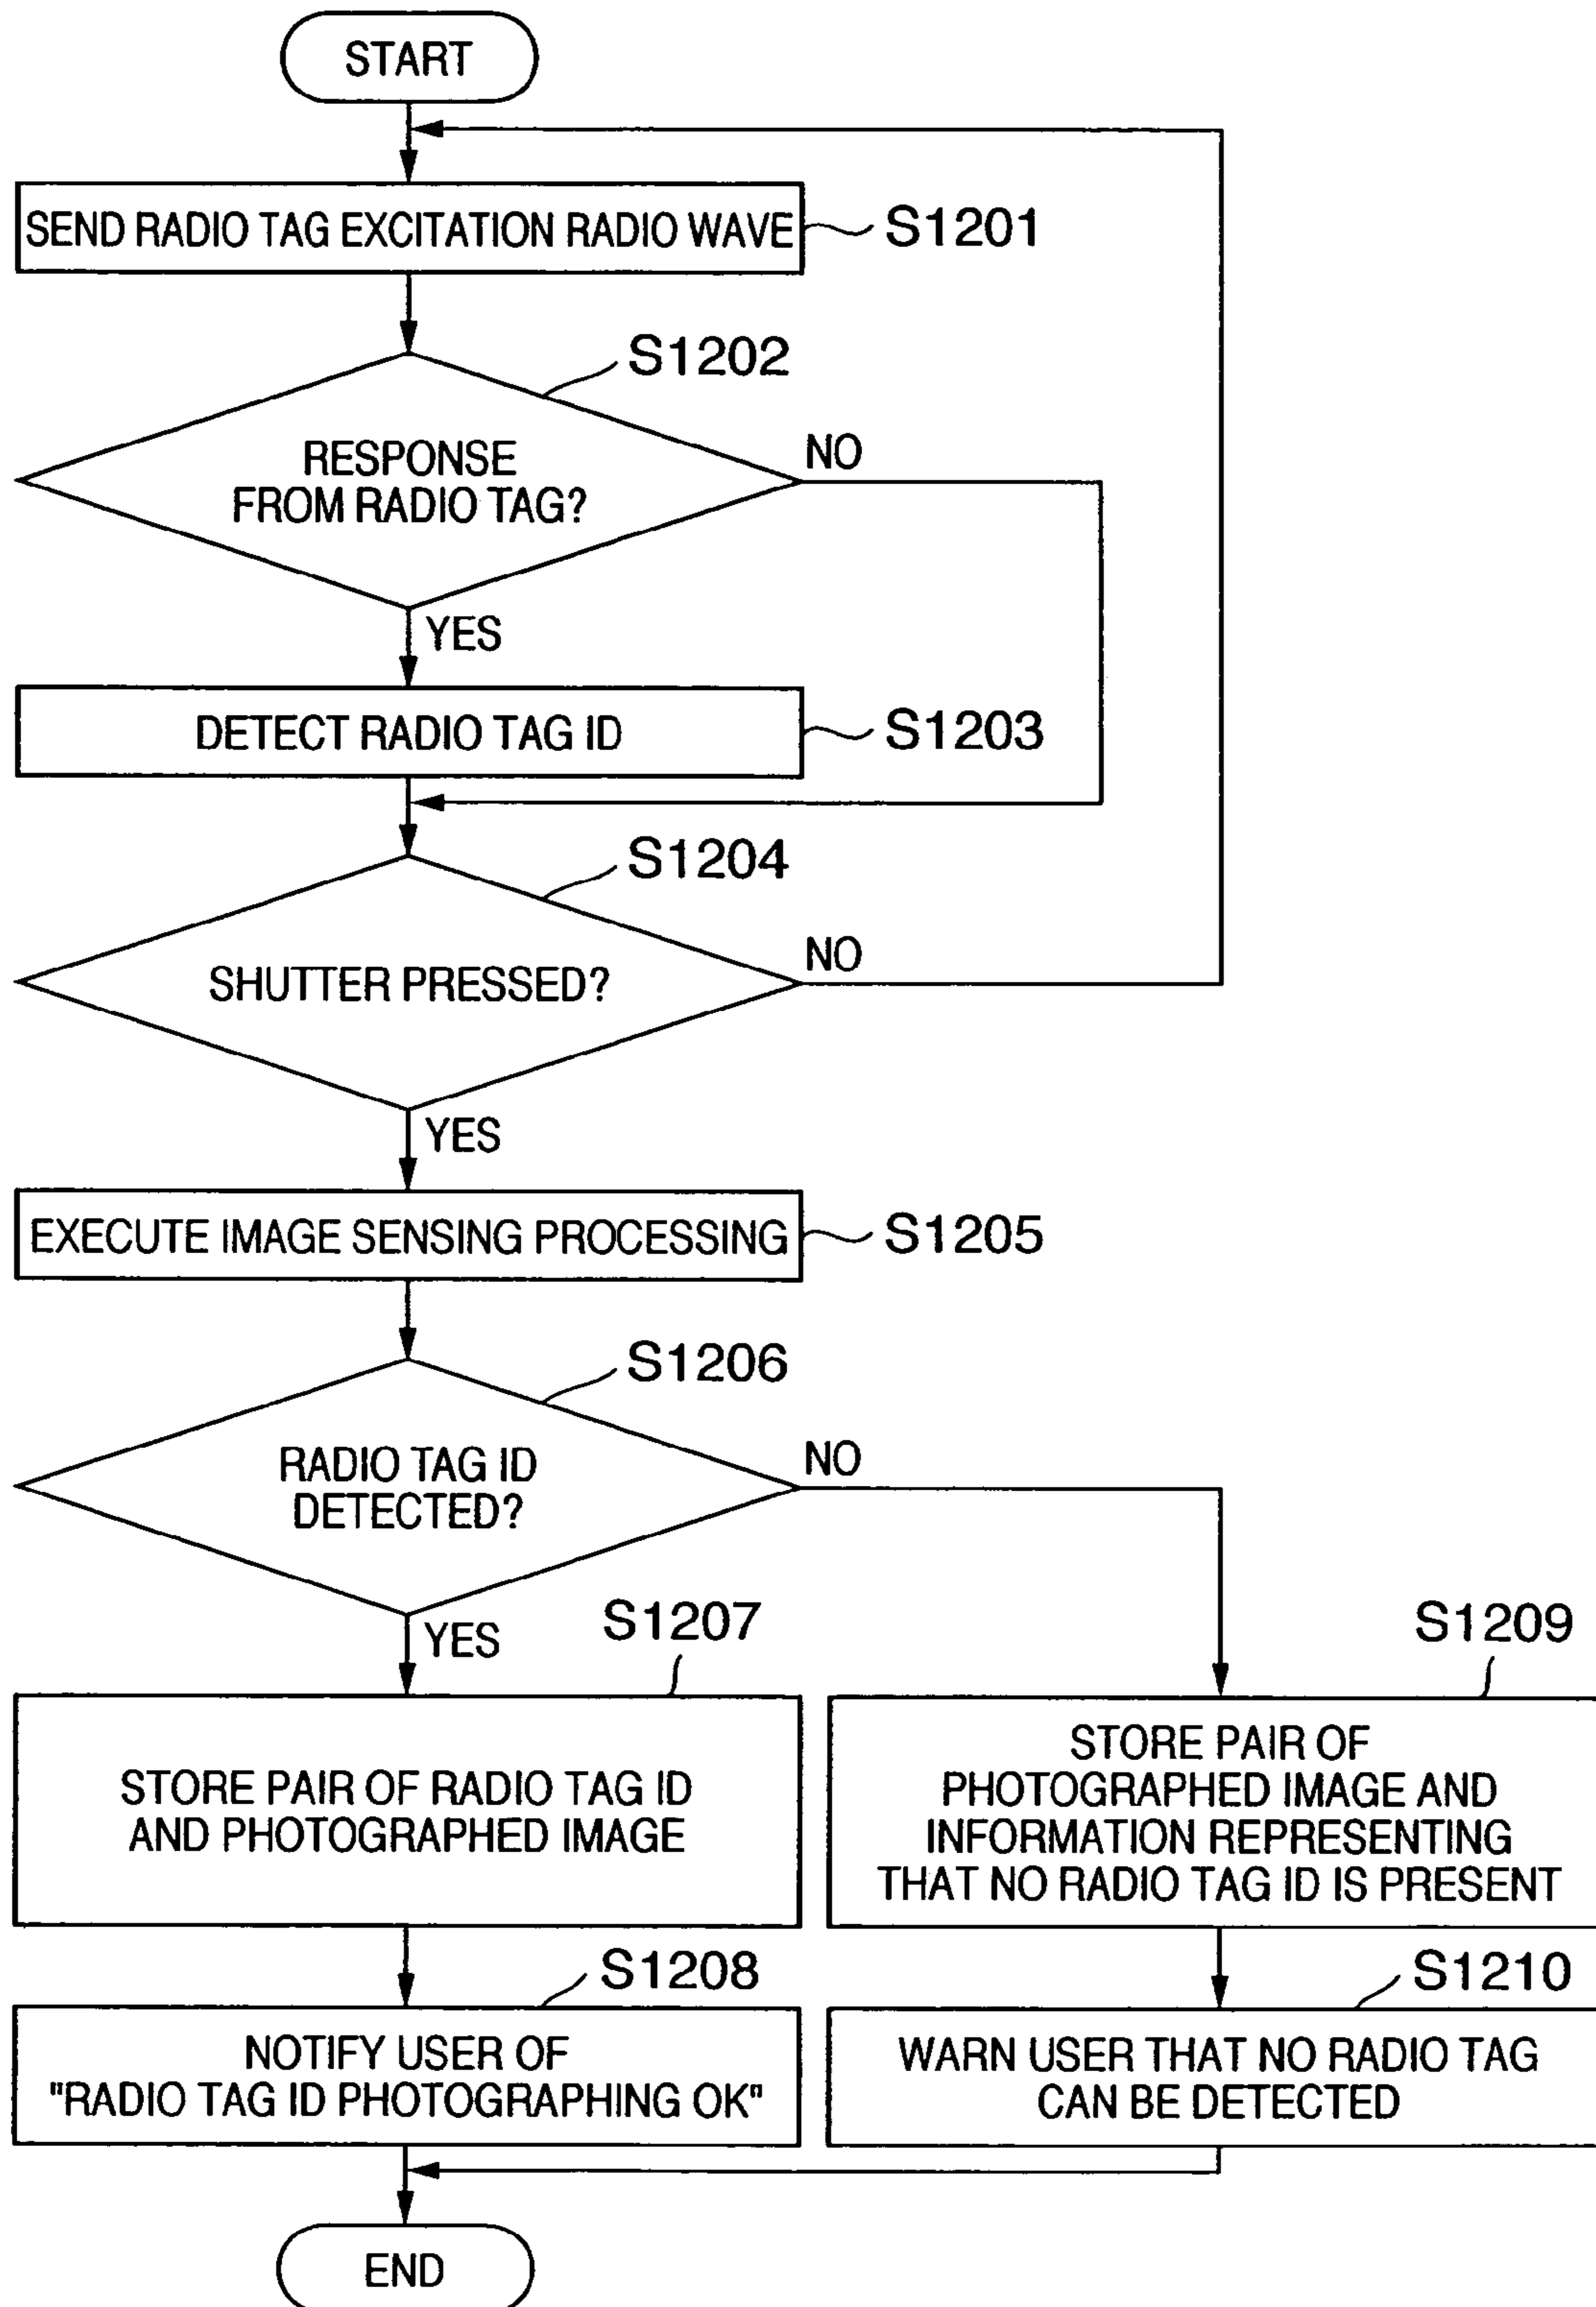 START
SEND RADIO TAG EXCITATION RADIO WAVE
S1201
S1202
RESPONSE
FROM RADIO TAG?
NO
YES
DETECT RADIO TAG ID
S1203
S1204
SHUTTER PRESSED?
NO
YES
EXECUTE IMAGE SENSING PROCESSING
S1205
S1206
RADIO TAG ID
DETECTED?
NO
YES
S1207
STORE PAIR OF RADIO TAG ID
AND PHOTOGRAPHED IMAGE
S1209
STORE PAIR OF
PHOTOGRAPHED IMAGE AND
INFORMATION REPRESENTING
THAT NO RADIO TAG ID IS PRESENT
S1208
NOTIFY USER OF
"RADIO TAG ID PHOTOGRAPHING OK"
S1210
WARN USER THAT NO RADIO TAG
CAN BE DETECTED
END